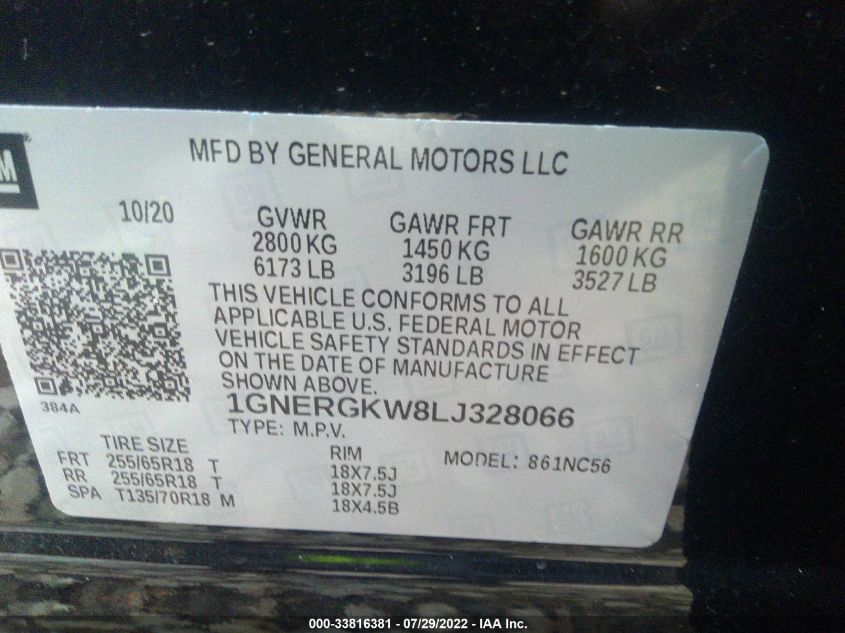 MFD BY GENERAL MOTORS LLC
10/20
GVWR GAWR FRT GAWR RR
2800 KG 1450 KG 1600 KG
6173 LB 3196 LB 3527 LB
THIS VEHICLE CONFORMS TO ALL
APPLICABLE U.S. FEDERAL MOTOR
VEHICLE SAFETY STANDARDS IN EFFECT
ON THE DATE OF MANUFACTURE
SHOWN ABOVE.
384A
1GNERGKW8LJ328066
TYPE: M.P.V.
TIRE SIZE RIM MODEL: 861NC56
FRT 255/65R18 T 18X7.5J
RR 255/65R18 T 18X7.5J
SPA T135/70R18 M 18X4.5B
000-33816381 - 07/29/2022 - IAA Inc.